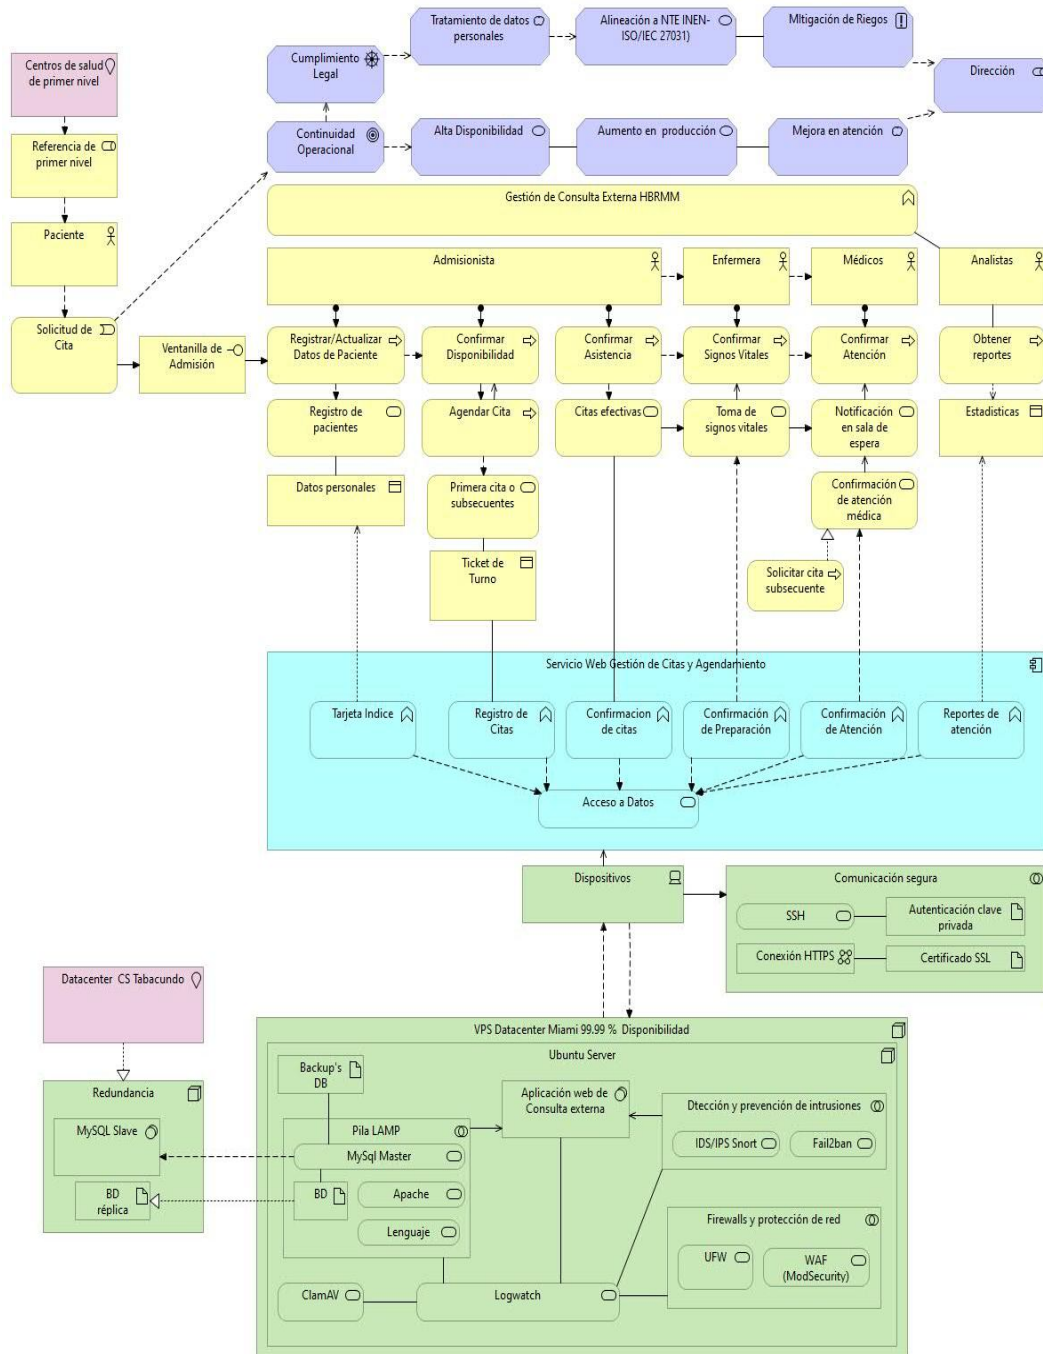 Tratamiento de datos
personales
Alineación a NTE INEN-
ISO/IEC 27031)
MItigación de Riegos
Centros de salud
de primer nivel
Cumplimiento
Legal
Dirección
Continuidad
Operacional
Alta Disponibilidad
Aumento en producción
Mejora en atención
Referencia de
primer nivel
Gestión de Consulta Externa HBRMM
Paciente
Admisionista
Enfermera
Médicos
Analistas
Solicitud de
Cita
Ventanilla de
Admisión
Registrar/Actualizar
Datos de Paciente
Confirmar
Disponibilidad
Confirmar
Asistencia
Confirmar
Signos Vitales
Confirmar
Atención
Obtener
reportes
Registro de
pacientes
Agendar Cita
Citas efectivas
Toma de
signos vitales
Notificación
en sala de
espera
Estadisticas
Datos personales
Primera cita o
subsecuentes
Confirmación
de atención
médica
Ticket de
Turno
Solicitar cita
subsecuente
Servicio Web Gestión de Citas y Agendamiento
Tarjeta Indice
Registro de
Citas
Confirmacion
de citas
Confirmación
de Preparación
Confirmación
de Atención
Reportes de
atención
Acceso a Datos
Dispositivos
Comunicación segura
SSH
Autenticación clave
privada
Conexión HTTPS
Certificado SSL
Datacenter CS Tabacundo
VPS Datacenter Miami 99.99 % Disponibilidad
Ubuntu Server
Redundancia
Backup's
DB
Aplicación web de
Consulta externa
Dtección y prevención de intrusiones
MySQL Slave
Pila LAMP
IDS/IPS Snort
Fail2ban
MySql Master
BD
réplica
BD
Apache
Lenguaje
Firewalls y protección de red
UFW
WAF
(ModSecurity)
ClamAV
Logwatch